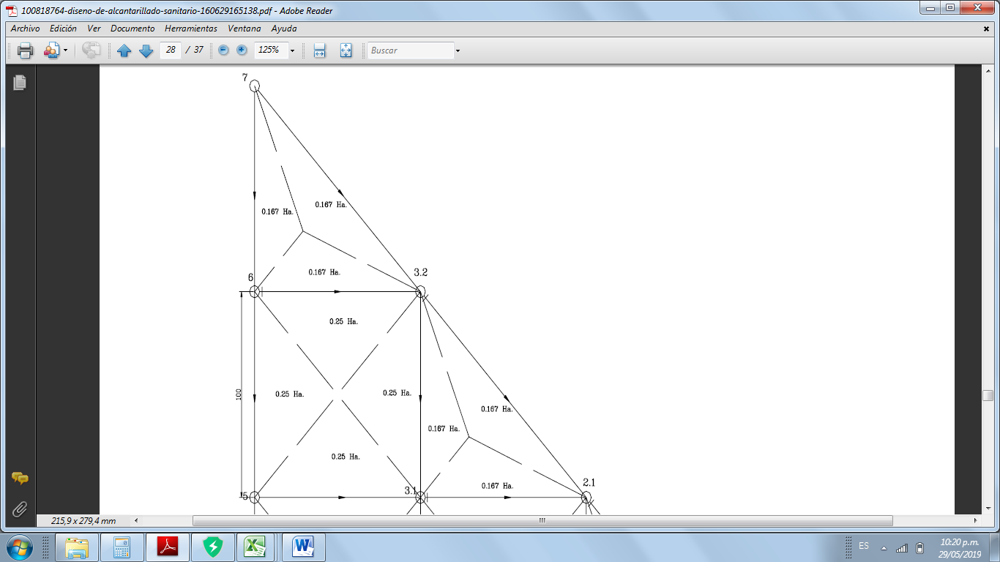 100818764-diseno-de-alcantarillado-sanitario-160629165138.pdf - Adobe Reader
Archivo Edición Ver Documento Herramientas Ventana Ayuda
28 / 37 125% Buscar
7
0.167 Ha.
0.167 Ha.
6
0.167 Ha.
3.2
0.25 Ha.
100
0.25 Ha.
0.25 Ha.
0.167 Ha.
0.167 Ha.
0.25 Ha.
5
3.1
0.167 Ha.
2.1
215,9 x 279,4 mm
ES
10:20 p.m.
29/05/2019